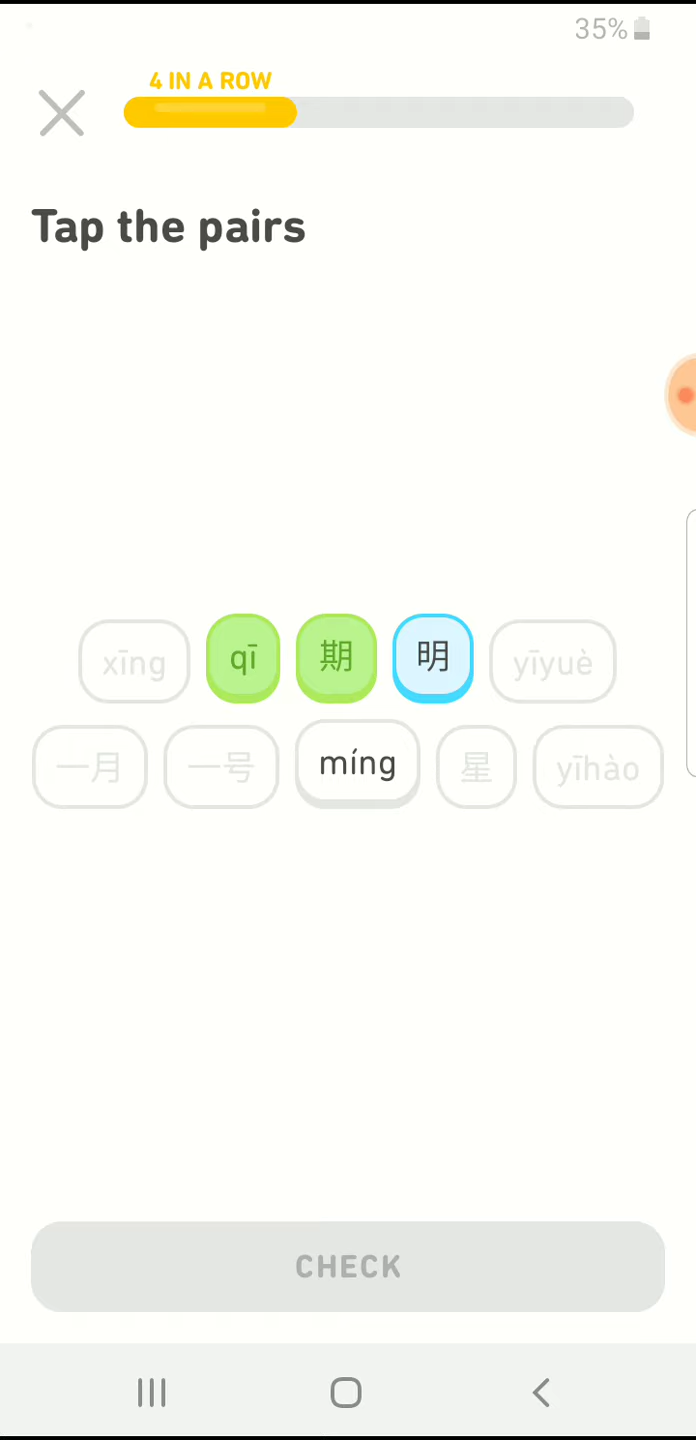 35%
4 IN A ROW
Tap the pairs
xīng qī 期 明 yīyuè
一月 一号 míng 星 yīhào
CHECK